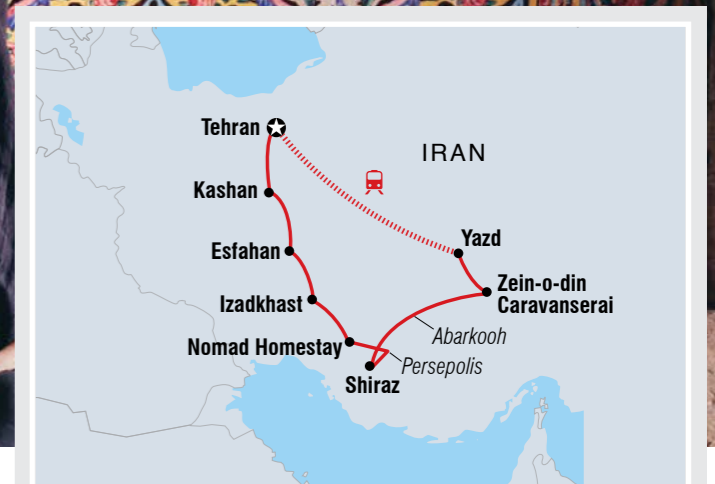 Tehran
IRAN
Kashan
Yazd
Esfahan
Zein-o-din
Caravanserai
Izadkhast
Abarkooh
Nomad Homestay
Persepolis
Shiraz